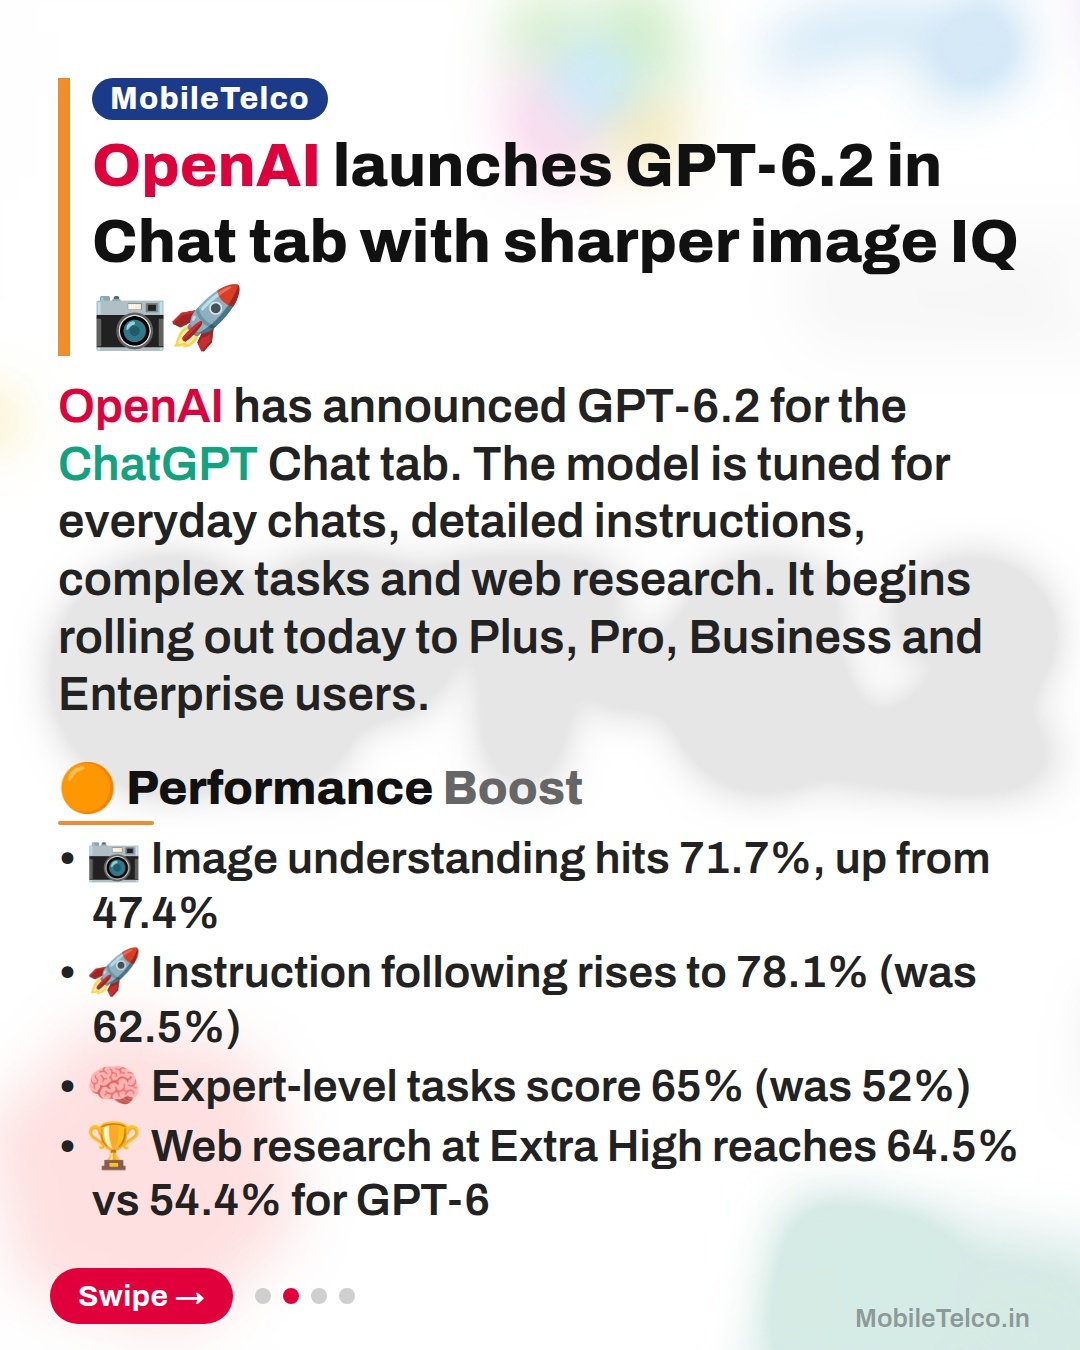 MobileTelco
OpenAI launches GPT-6.2 in
Chat tab with sharper image IQ
📷🚀
OpenAI has announced GPT-6.2 for the
ChatGPT Chat tab. The model is tuned for
everyday chats, detailed instructions,
complex tasks and web research. It begins
rolling out today to Plus, Pro, Business and
Enterprise users.
🟠 Performance Boost
• 📷 Image understanding hits 71.7%, up from
47.4%
• 🚀 Instruction following rises to 78.1% (was
62.5%)
• 🧠 Expert-level tasks score 65% (was 52%)
• 🏆 Web research at Extra High reaches 64.5%
vs 54.4% for GPT-6
Swipe →
MobileTelco.in